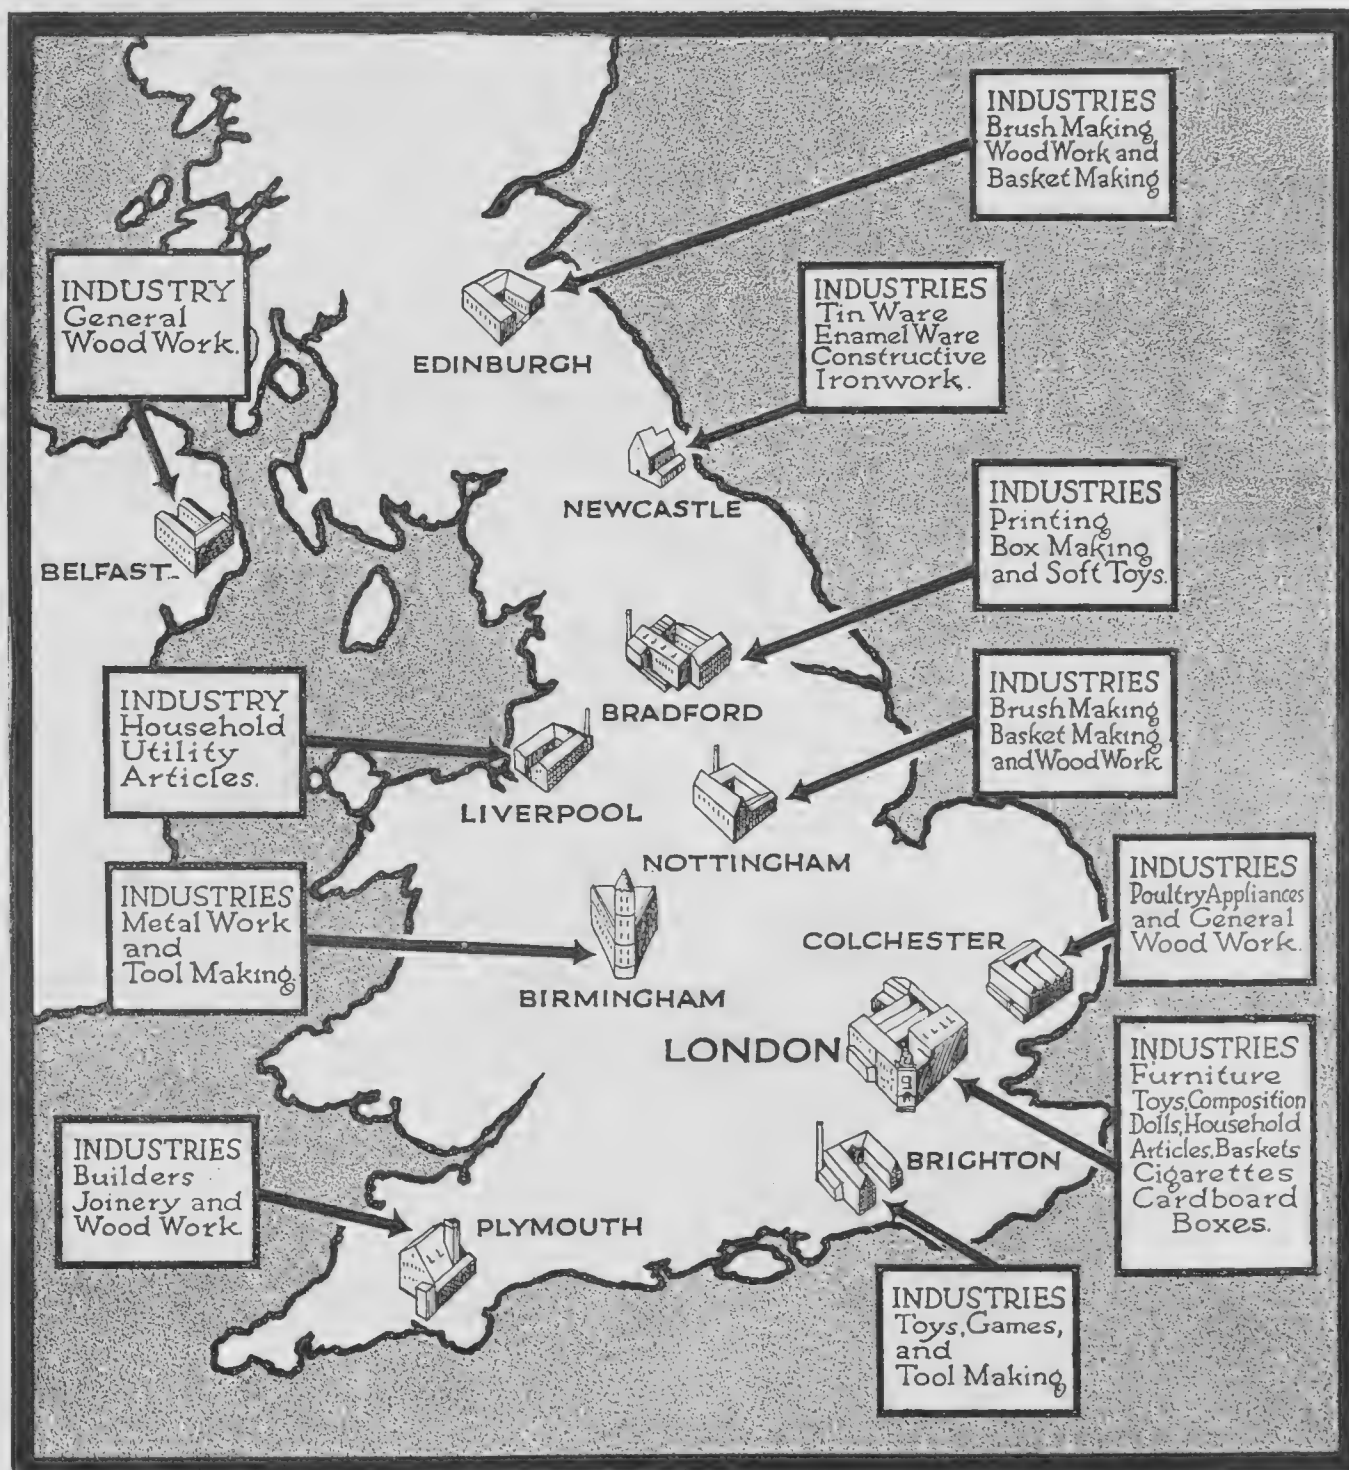 INDUSTRIES
Brush Making
Wood Work and
Basket Making
INDUSTRY
General
Wood Work.
EDINBURGH
INDUSTRIES
Tin Ware
Enamel Ware
Constructive
Ironwork.
NEWCASTLE
BELFAST
INDUSTRIES
Printing
Box Making
and Soft Toys.
BRADFORD
INDUSTRY
Household
Utility
Articles.
LIVERPOOL
INDUSTRIES
Brush Making
Basket Making
and Wood Work
NOTTINGHAM
INDUSTRIES
Metal Work
and
Tool Making.
BIRMINGHAM
INDUSTRIES
Poultry Appliances
and General
Wood Work.
COLCHESTER
LONDON
INDUSTRIES
Furniture
Toys, Composition
Dolls, Household
Articles, Baskets
Cigarettes
Cardboard
Boxes.
INDUSTRIES
Builders
Joinery and
Wood Work.
PLYMOUTH
BRIGHTON
INDUSTRIES
Toys, Games,
and
Tool Making